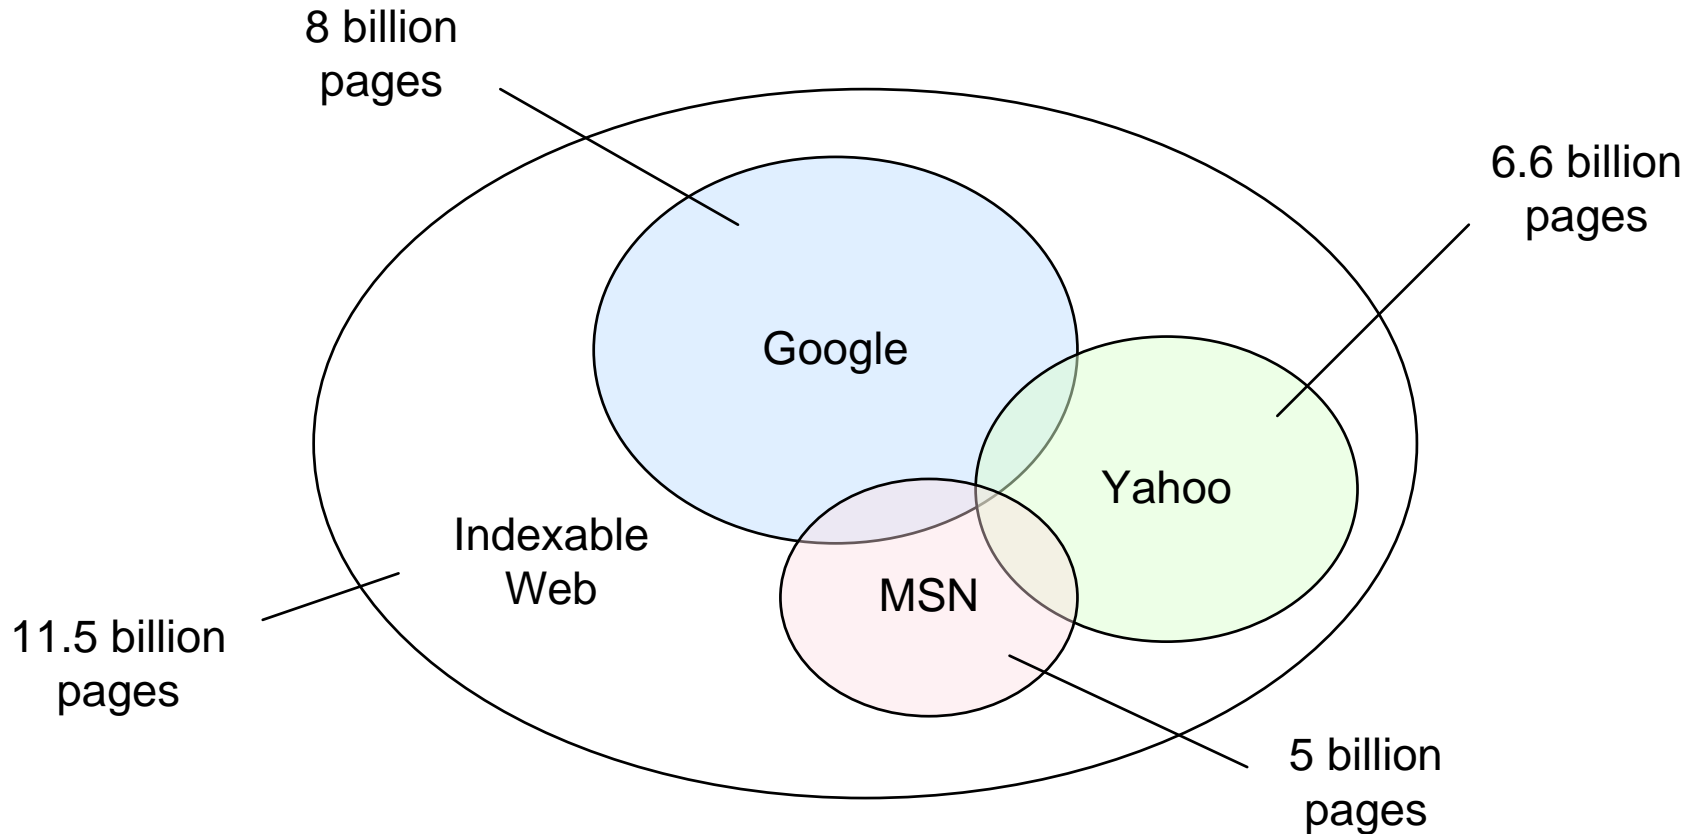 8 billion
pages
6.6 billion
pages
Google
Yahoo
Indexable
Web
MSN
11.5 billion
pages
5 billion
pages